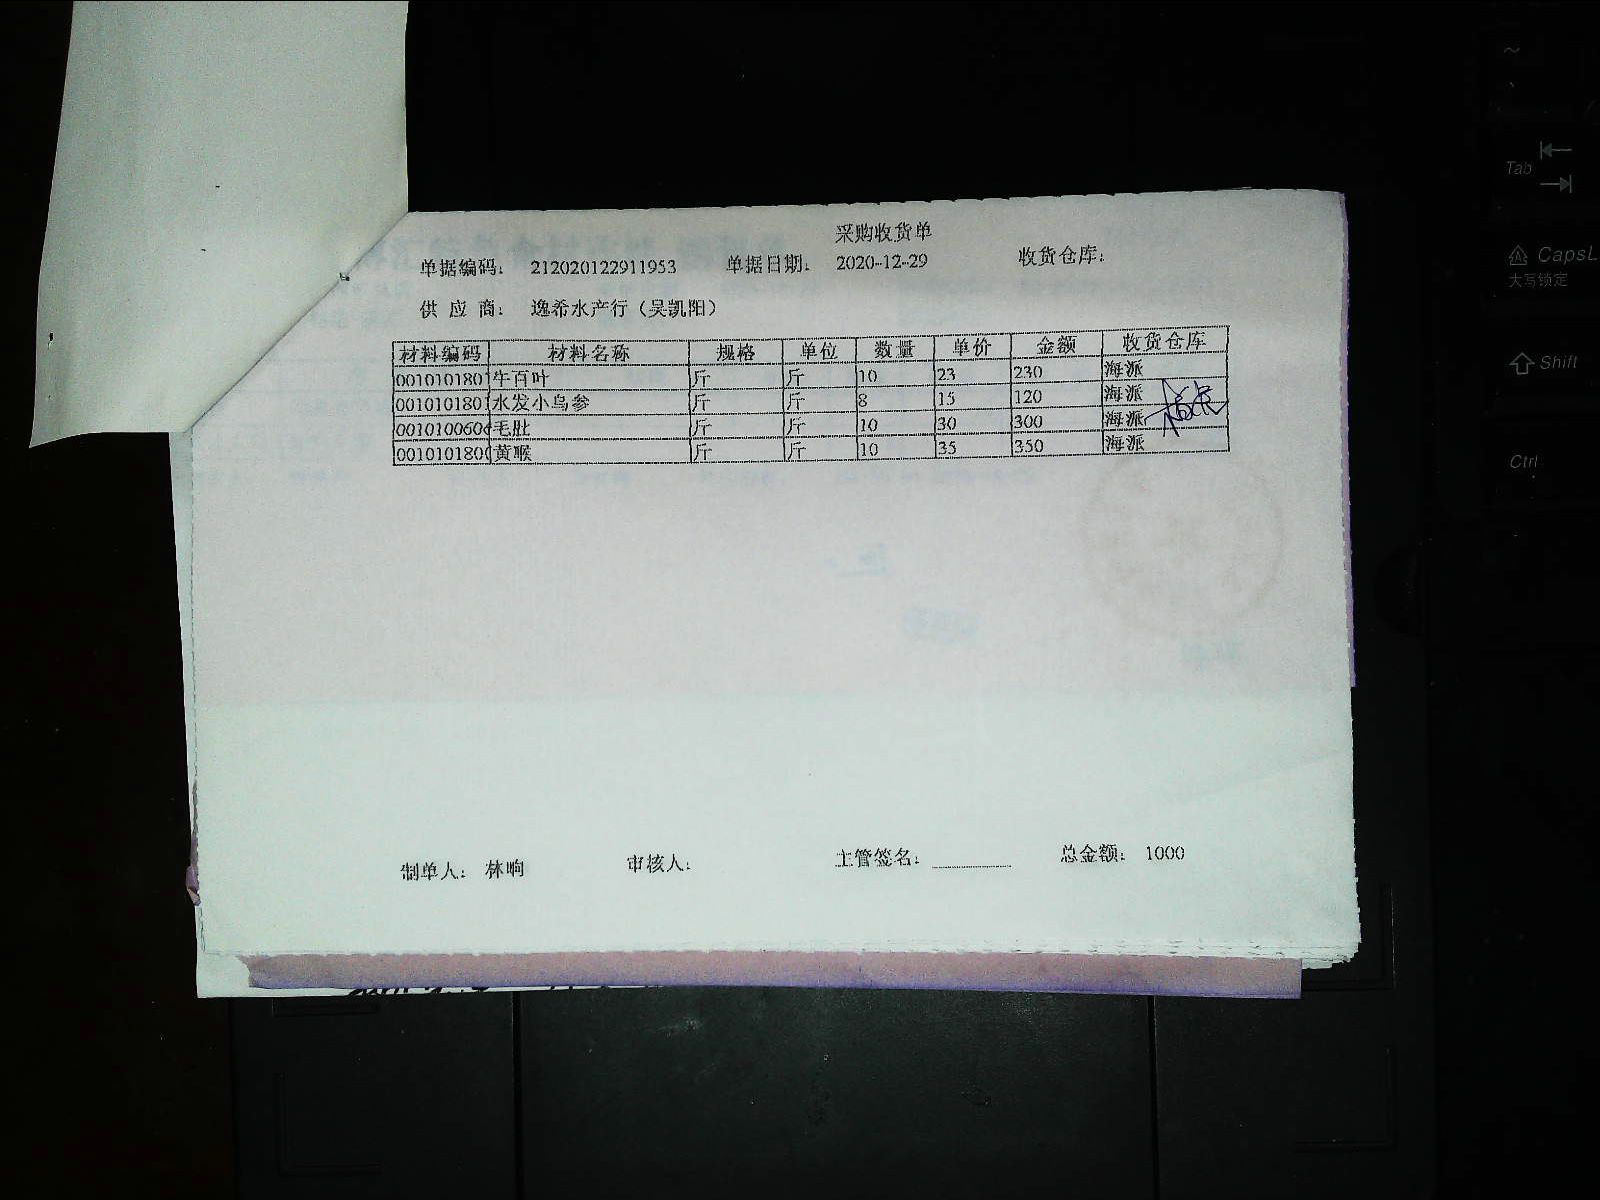 采购收货单
单据编码： 212020122911953 单据日期： 2020-12-29 收货仓库：
供 应 商： 逸希水产行（吴凯阳）
材料编码 材料名称 规格 单位 数量 单价 金额 收货仓库
001010180 牛百叶 斤 斤 10 23 230 海派
001010180 水发小乌参 斤 斤 8 15 120 海派
001010060 毛肚 斤 斤 10 30 300 海派
001010180 黄喉 斤 斤 10 35 350 海派
制单人： 林晌 审核人： 主管签名： 总金额： 1000
~
Tab
CapsL
大写锁定
Shift
Ctrl